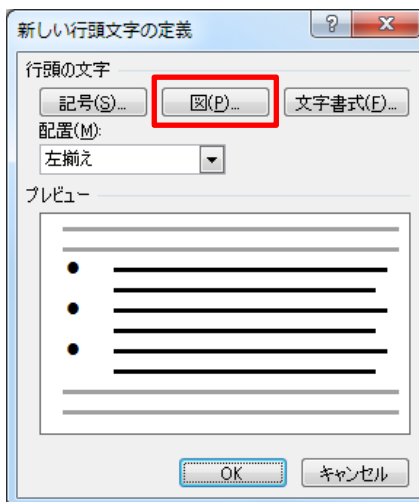 新しい行頭文字の定義
行頭の文字
記号(S)... 図(P)... 文字書式(F)...
配置(M):
左揃え
プレビュー
OK キャンセル